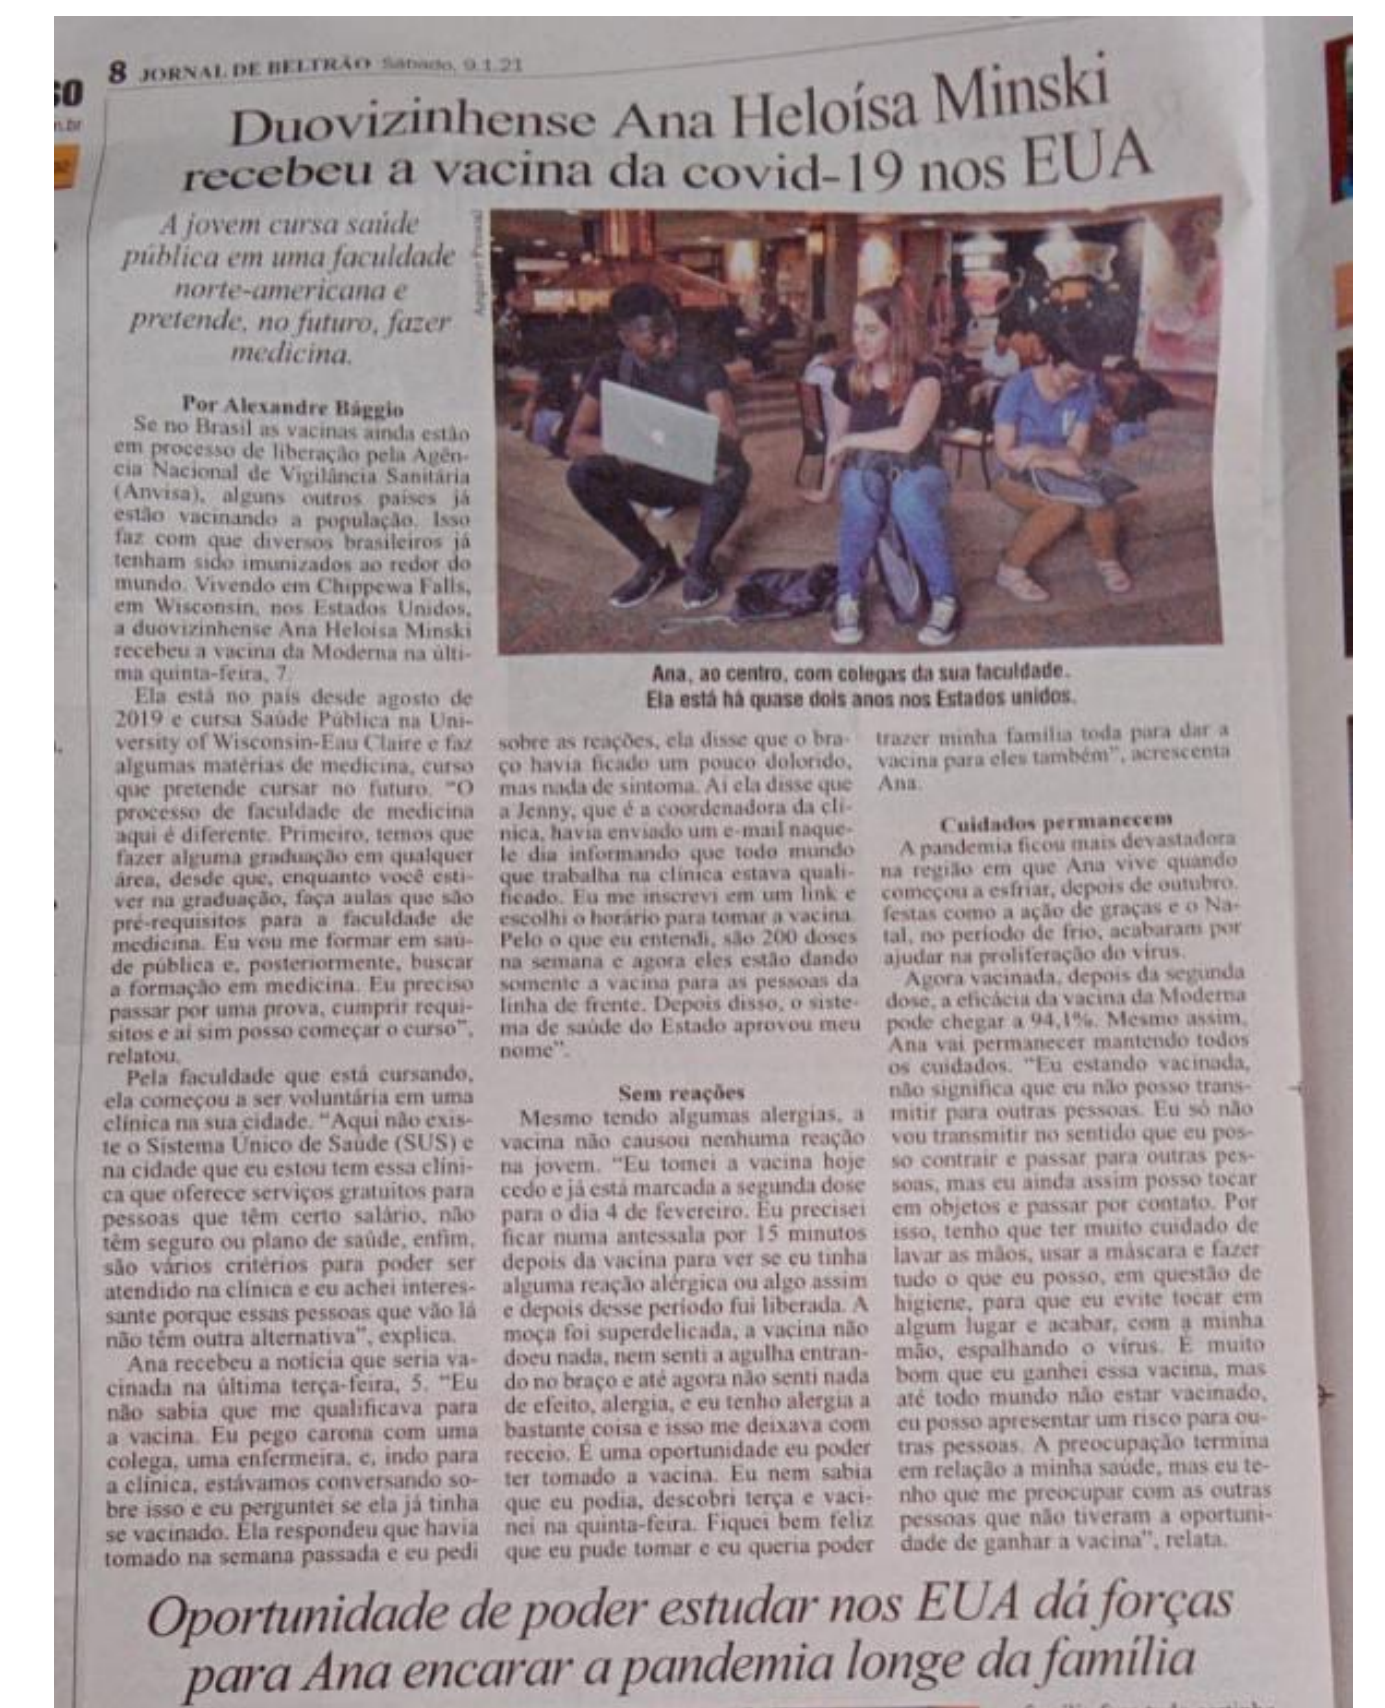 8 JORNAL DE BELTRÃO Sábado, 9.1.21
Duovizinhense Ana Heloísa Minski
recebeu a vacina da covid-19 nos EUA
A jovem cursa saúde
pública em uma faculdade
norte-americana e
pretende, no futuro, fazer
medicina.
Por Alexandre Bággio
Se no Brasil as vacinas ainda estão
em processo de liberação pela Agên-
cia Nacional de Vigilância Sanitária
(Anvisa), alguns outros países já
estão vacinando a população. Isso
faz com que diversos brasileiros já
tenham sido imunizados ao redor do
mundo. Vivendo em Chippewa Falls,
em Wisconsin, nos Estados Unidos,
a duovizinhense Ana Heloísa Minski
recebeu a vacina da Moderna na últi-
ma quinta-feira, 7.
Ela está no país desde agosto de
2019 e cursa Saúde Pública na Uni-
versity of Wisconsin-Eau Claire e faz
algumas matérias de medicina, curso
que pretende cursar no futuro. "O
processo de faculdade de medicina
aqui é diferente. Primeiro, temos que
fazer alguma graduação em qualquer
área, desde que, enquanto você esti-
ver na graduação, faça aulas que são
pré-requisitos para a faculdade de
medicina. Eu vou me formar em saú-
de pública e, posteriormente, buscar
a formação em medicina. Eu preciso
passar por uma prova, cumprir requi-
sitos e aí sim posso começar o curso",
relatou.
Pela faculdade que está cursando,
ela começou a ser voluntária em uma
clínica na sua cidade. "Aqui não exis-
te o Sistema Único de Saúde (SUS) e
na cidade que eu estou tem essa clíni-
ca que oferece serviços gratuitos para
pessoas que têm certo salário, não
têm seguro ou plano de saúde, enfim,
são vários critérios para poder ser
atendido na clínica e eu achei interes-
sante porque essas pessoas que vão lá
não têm outra alternativa", explica.
Ana recebeu a notícia que seria va-
cinada na última terça-feira, 5. "Eu
não sabia que me qualificava para
a vacina. Eu pego carona com uma
colega, uma enfermeira, e, indo para
a clínica, estávamos conversando so-
bre isso e eu perguntei se ela já tinha
se vacinado. Ela respondeu que havia
tomado na semana passada e eu pedi
Arquivo Pessoal
Ana, ao centro, com colegas da sua faculdade.
Ela está há quase dois anos nos Estados unidos.
sobre as reações, ela disse que o bra-
ço havia ficado um pouco dolorido,
mas nada de sintoma. Aí ela disse que
a Jenny, que é a coordenadora da clí-
nica, havia enviado um e-mail naque-
le dia informando que todo mundo
que trabalha na clínica estava quali-
ficado. Eu me inscrevi em um link e
escolhi o horário para tomar a vacina.
Pelo o que eu entendi, são 200 doses
na semana e agora eles estão dando
somente a vacina para as pessoas da
linha de frente. Depois disso, o siste-
ma de saúde do Estado aprovou meu
nome".
Sem reações
Mesmo tendo algumas alergias, a
vacina não causou nenhuma reação
na jovem. "Eu tomei a vacina hoje
cedo e já está marcada a segunda dose
para o dia 4 de fevereiro. Eu precisei
ficar numa antessala por 15 minutos
depois da vacina para ver se eu tinha
alguma reação alérgica ou algo assim
e depois desse período fui liberada. A
moça foi superdelicada, a vacina não
doeu nada, nem senti a agulha entran-
do no braço e até agora não senti nada
de efeito, alergia, e eu tenho alergia a
bastante coisa e isso me deixava com
receio. É uma oportunidade eu poder
ter tomado a vacina. Eu nem sabia
que eu podia, descobri terça e vaci-
nei na quinta-feira. Fiquei bem feliz
que eu pude tomar e eu queria poder
trazer minha família toda para dar a
vacina para eles também", acrescenta
Ana.
Cuidados permanecem
A pandemia ficou mais devastadora
na região em que Ana vive quando
começou a esfriar, depois de outubro.
festas como a ação de graças e o Na-
tal, no período de frio, acabaram por
ajudar na proliferação do vírus.
Agora vacinada, depois da segunda
dose, a eficácia da vacina da Moderna
pode chegar a 94,1%. Mesmo assim,
Ana vai permanecer mantendo todos
os cuidados. "Eu estando vacinada,
não significa que eu não posso trans-
mitir para outras pessoas. Eu só não
vou transmitir no sentido que eu pos-
so contrair e passar para outras pes-
soas, mas eu ainda assim posso tocar
em objetos e passar por contato. Por
isso, tenho que ter muito cuidado de
lavar as mãos, usar a máscara e fazer
tudo o que eu posso, em questão de
higiene, para que eu evite tocar em
algum lugar e acabar, com a minha
mão, espalhando o vírus. É muito
bom que eu ganhei essa vacina, mas
até todo mundo não estar vacinado,
eu posso apresentar um risco para ou-
tras pessoas. A preocupação termina
em relação a minha saúde, mas eu te-
nho que me preocupar com as outras
pessoas que não tiveram a oportuni-
dade de ganhar a vacina", relata.
Oportunidade de poder estudar nos EUA dá forças
para Ana encarar a pandemia longe da família